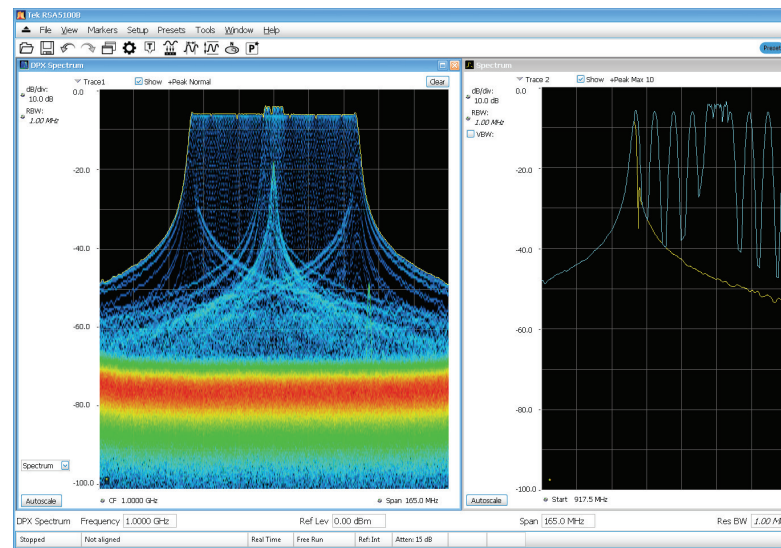 Tek RSA5100B
File View Markers Setup Presets Tools Window Help
Preset
DPX Spectrum
Trace1 Show +Peak Normal Clear
dB/div:
10.0 dB
RBW:
1.00 MHz
0.0
-20.0
-40.0
-60.0
-80.0
-100.0
Spectrum
Autoscale CF 1.0000 GHz Span 165.0 MHz
Spectrum
Trace 2 Show +Peak Max 10
dB/div:
10.0 dB
RBW:
1.00 MHz
VBW:
0.0
-20.0
-40.0
-60.0
-80.0
-100.0
Autoscale Start 917.5 MHz
DPX Spectrum Frequency 1.0000 GHz Ref Lev 0.00 dBm Span 165.0 MHz Res BW 1.00 M
Stopped Not aligned Real Time Free Run Ref: Int Atten: 15 dB